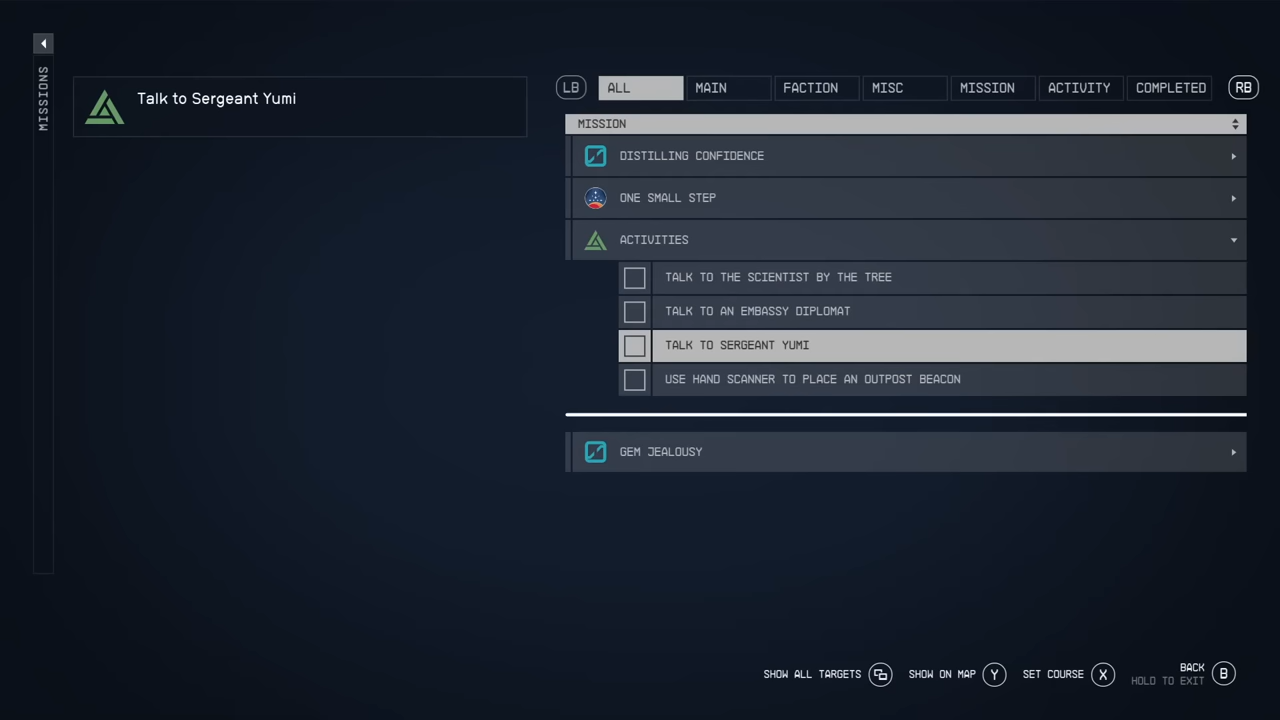 MISSIONS
Talk to Sergeant Yumi
LB ALL MAIN FACTION MISC MISSION ACTIVITY COMPLETED RB
MISSION
DISTILLING CONFIDENCE
ONE SMALL STEP
ACTIVITIES
TALK TO THE SCIENTIST BY THE TREE
TALK TO AN EMBASSY DIPLOMAT
TALK TO SERGEANT YUMI
USE HAND SCANNER TO PLACE AN OUTPOST BEACON
GEM JEALOUSY
SHOW ALL TARGETS SHOW ON MAP Y SET COURSE X BACK B
HOLD TO EXIT